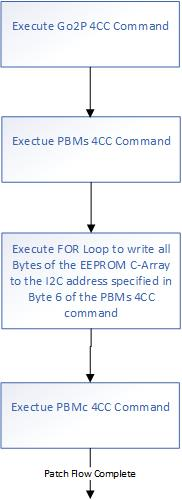 Execute Go2P 4CC Command
Exectue PBMs 4CC Command
Execute FOR Loop to write all
Bytes of the EEPROM C-Array
to the I2C address specified in
Byte 6 of the PBMs 4CC
command
Exectue PBMc 4CC Command
Patch Flow Complete